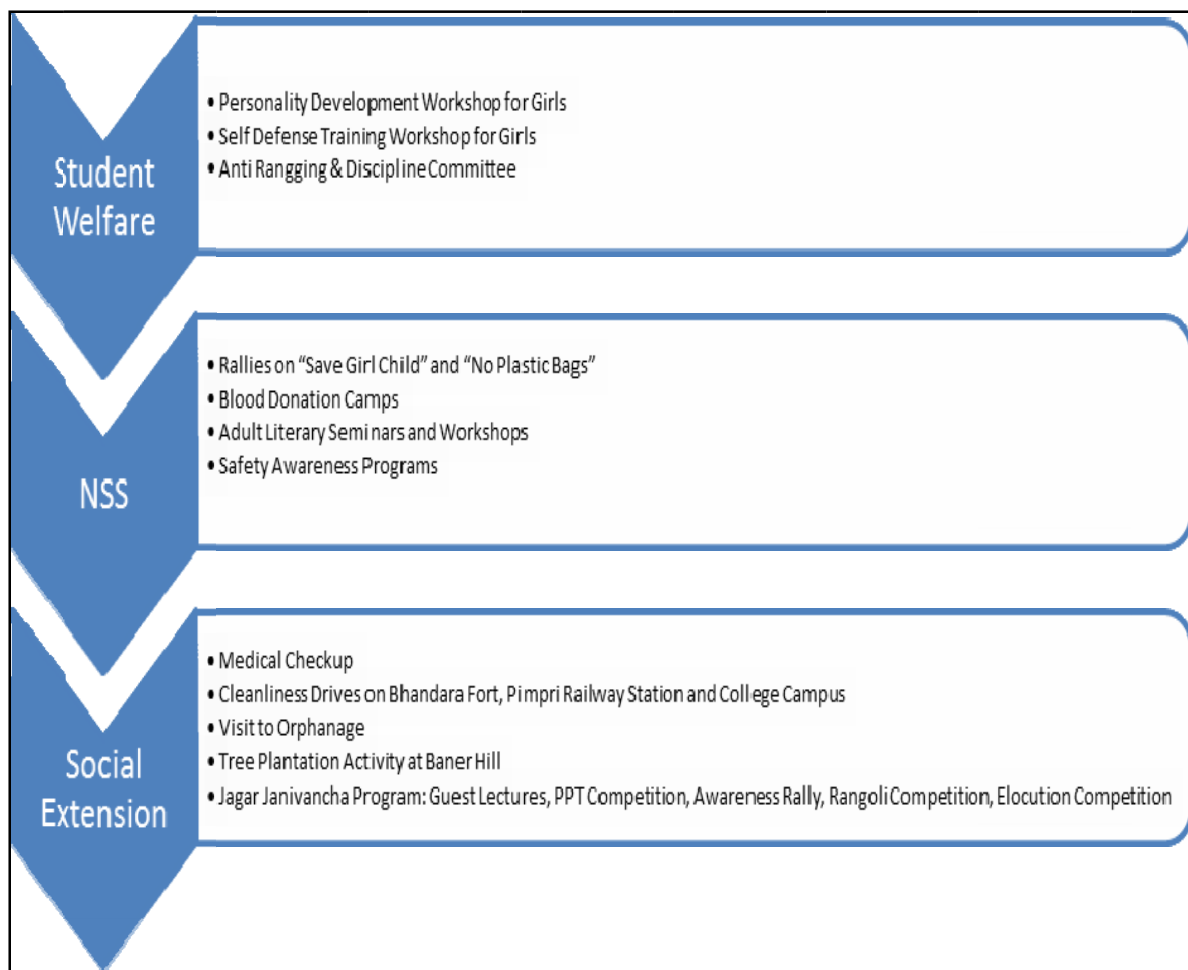 Student
Welfare
• Personality Development Workshop for Girls
• Self Defense Training Workshop for Girls
• Anti Rangging & Discipline Committee
NSS
• Rallies on “Save Girl Child” and “No Plastic Bags”
• Blood Donation Camps
• Adult Literary Seminars and Workshops
• Safety Awareness Programs
Social
Extension
• Medical Checkup
• Cleanliness Drives on Bhandara Fort, Pimpri Railway Station and College Campus
• Visit to Orphanage
• Tree Plantation Activity at Baner Hill
• Jagar Janivancha Program: Guest Lectures, PPT Competition, Awareness Rally, Rangoli Competition, Elocution Competition